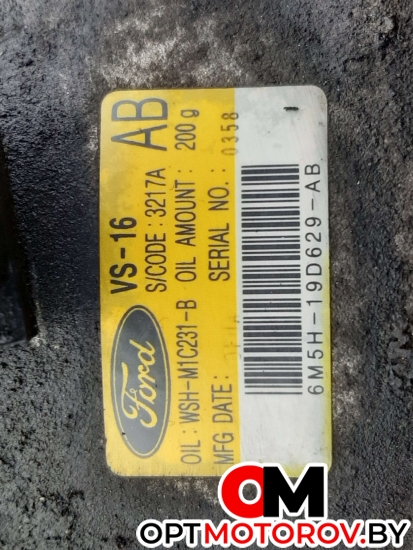 VS-16
AB
Ford
S/CODE : 3217A
OIL : WSH-M1C231-B OIL AMOUNT : 200 g
MFG DATE: SERIAL NO. : 0358
6M5H-19D629-AB
OM
OPTMOTOROV.BY